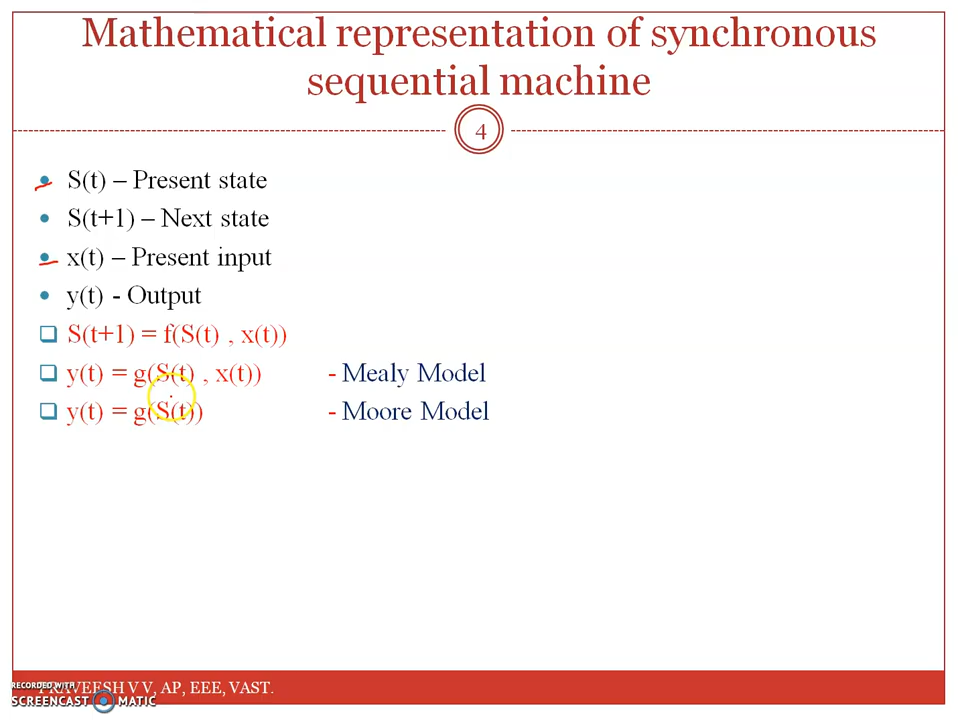 Mathematical representation of synchronous
sequential machine
4
S(t) – Present state
S(t+1) – Next state
x(t) – Present input
y(t) - Output
S(t+1) = f(S(t) , x(t))
y(t) = g(S(t) , x(t)) - Mealy Model
y(t) = g(S(t)) - Moore Model
PRAVEESH V V, AP, EEE, VAST.
RECORDED WITH
SCREENCAST MATIC